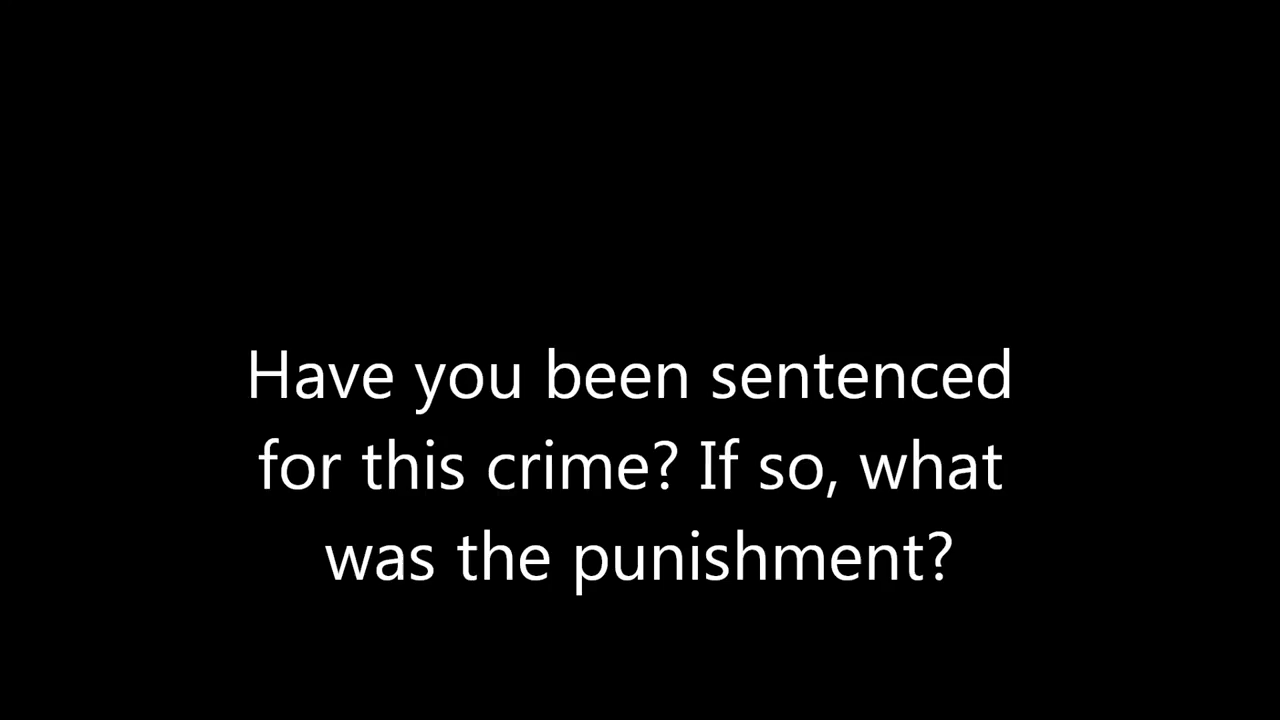 Have you been sentenced
for this crime? If so, what
was the punishment?